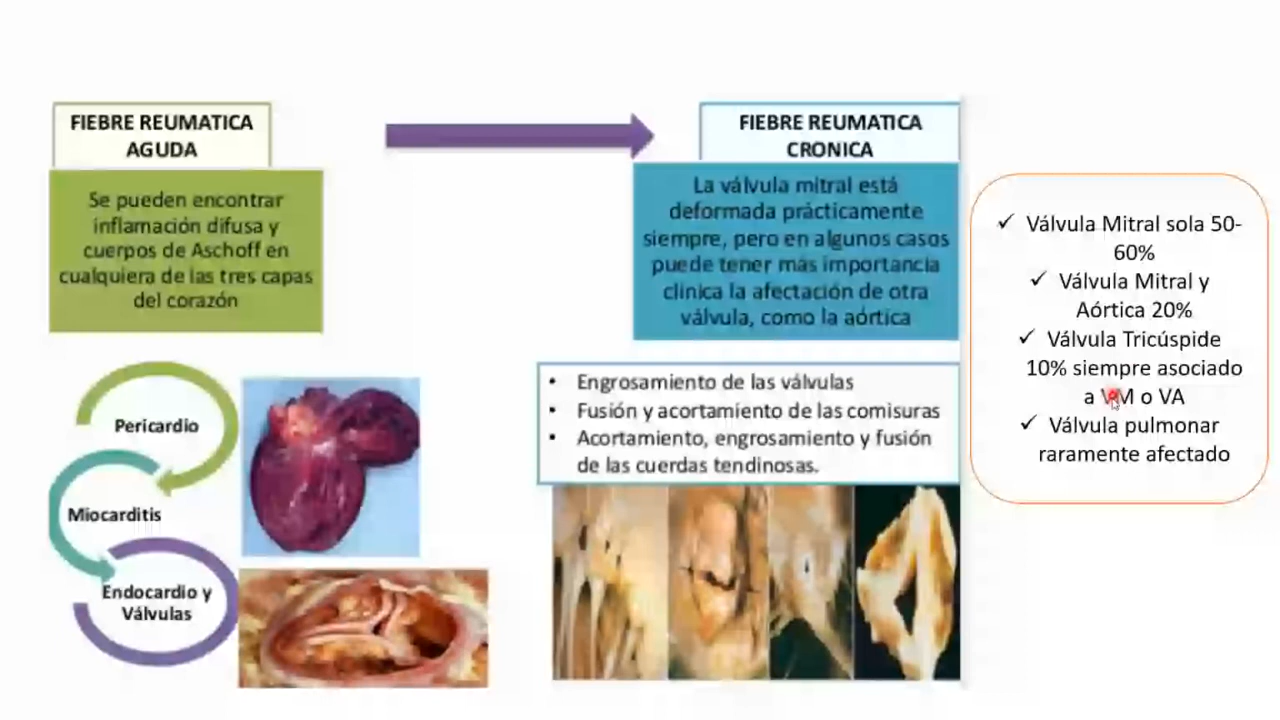 FIEBRE REUMATICA
AGUDA
Se pueden encontrar
inflamación difusa y
cuerpos de Aschoff en
cualquiera de las tres capas
del corazón
Pericardio
Miocarditis
Endocardio y
Válvulas
FIEBRE REUMATICA
CRONICA
La válvula mitral está
deformada prácticamente
siempre, pero en algunos casos
puede tener más importancia
clínica la afectación de otra
válvula, como la aórtica
• Engrosamiento de las válvulas
• Fusión y acortamiento de las comisuras
• Acortamiento, engrosamiento y fusión
de las cuerdas tendinosas.
✓ Válvula Mitral sola 50-
60%
✓ Válvula Mitral y
Aórtica 20%
✓ Válvula Tricúspide
10% siempre asociado
a VM o VA
✓ Válvula pulmonar
raramente afectado